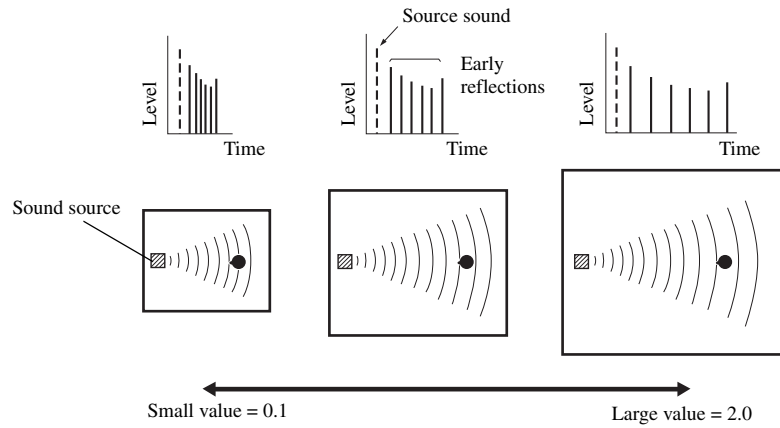 Source sound
Early
reflections
Level
Time
Level
Time
Level
Time
Sound source
Small value = 0.1
Large value = 2.0